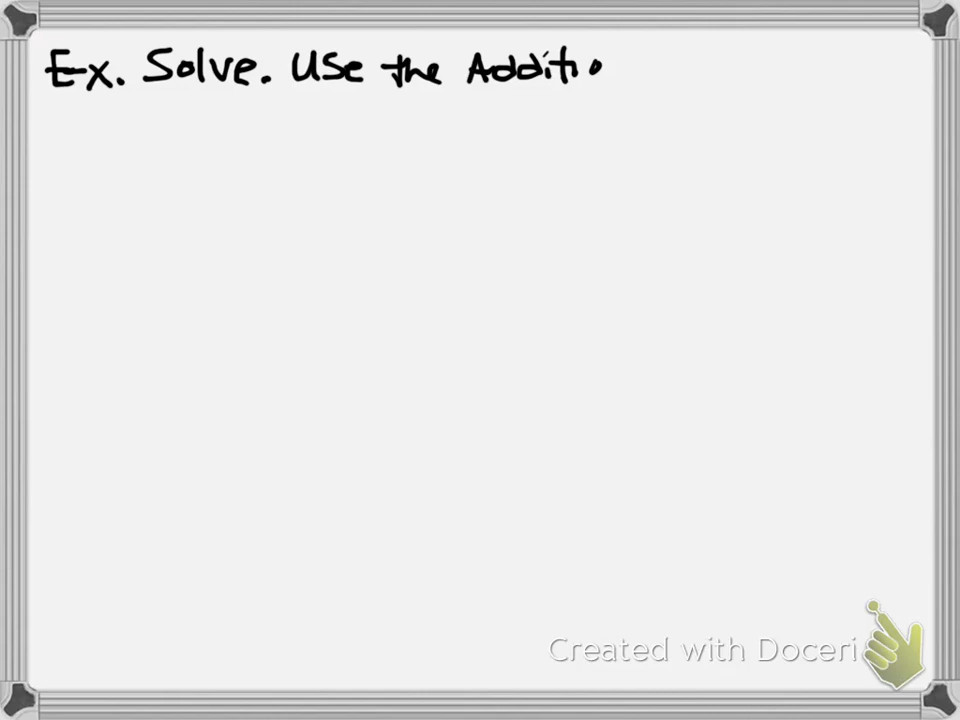 Ex. Solve. Use the Additio
Created with Doceri